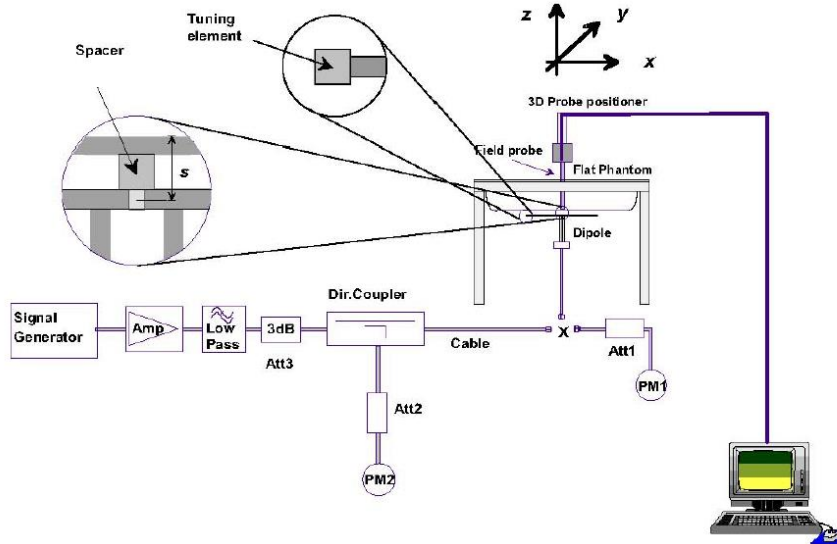 Tuning
element
Spacer
z
y
x
s
3D Probe positioner
Field probe
Flat Phantom
Dipole
Dir.Coupler
Signal
Generator
Amp
Low
Pass
3dB
Att3
Cable
X
Att1
PM1
Att2
PM2